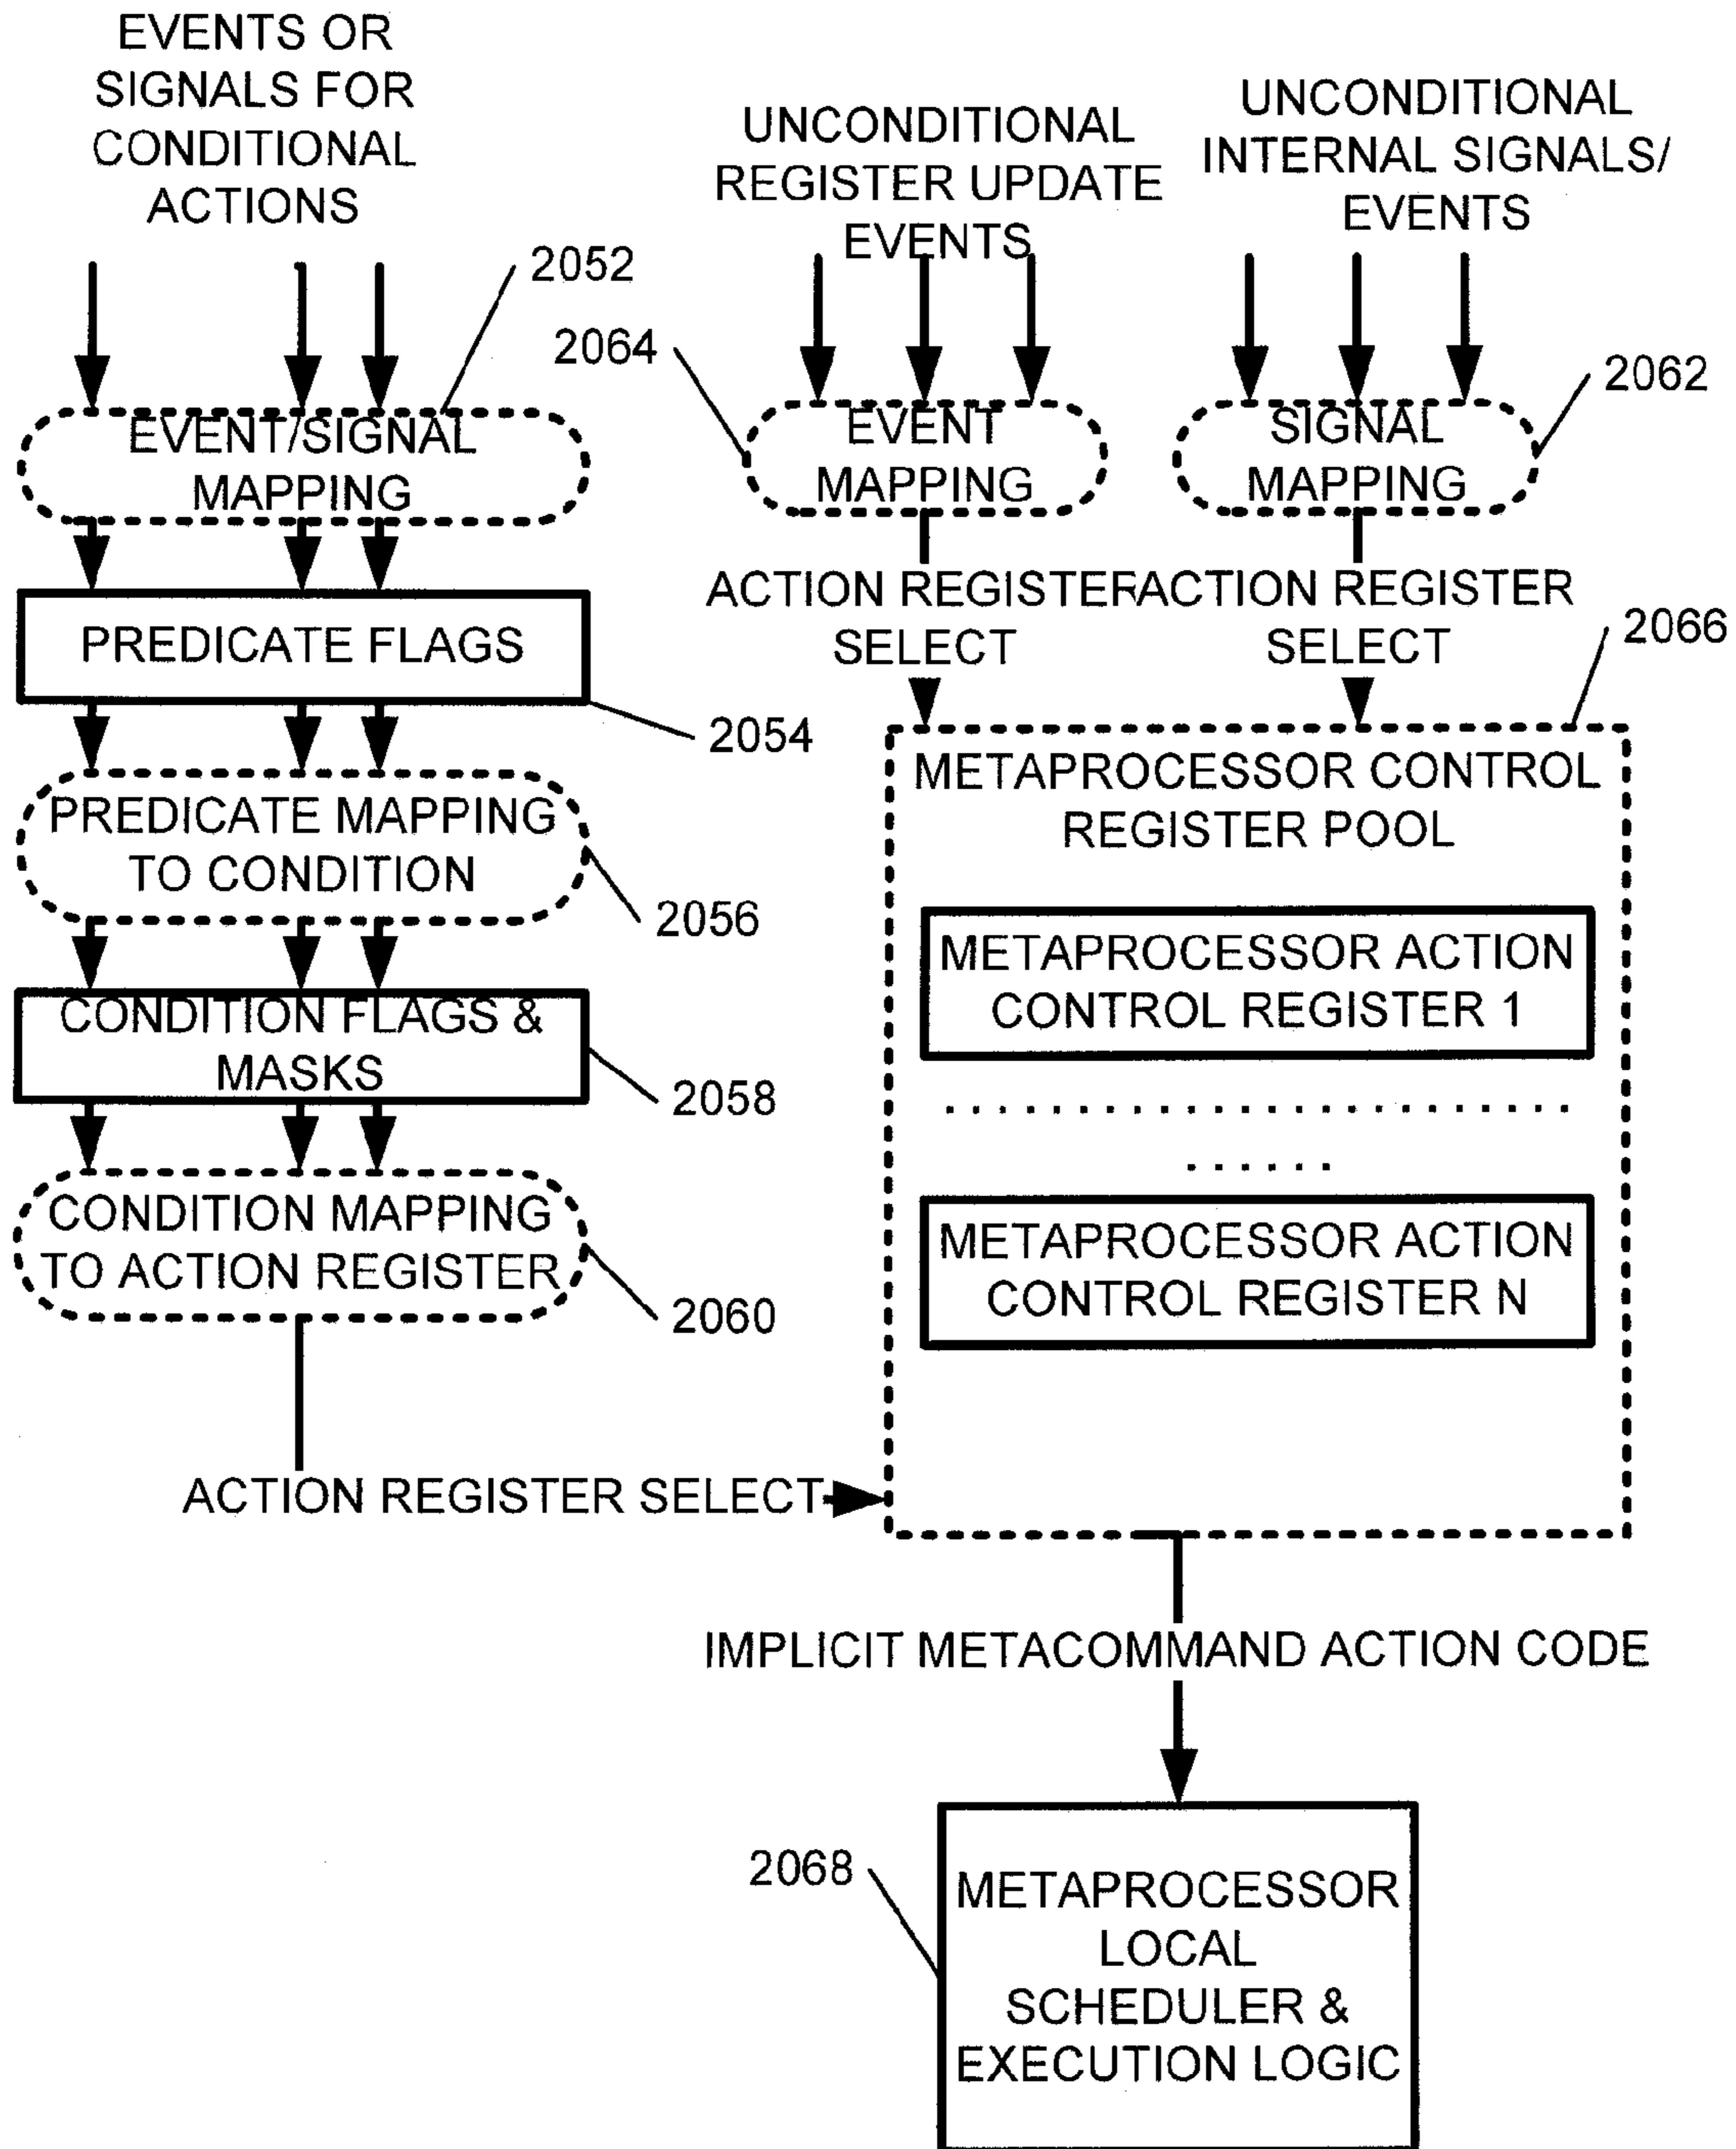 EVENTS OR
SIGNALS FOR
CONDITIONAL
ACTIONS
UNCONDITIONAL
REGISTER UPDATE
EVENTS
UNCONDITIONAL
INTERNAL SIGNALS/
EVENTS
2052
2064
2062
EVENT/SIGNAL
MAPPING
EVENT
MAPPING
SIGNAL
MAPPING
ACTION REGISTER
SELECT
ACTION REGISTER
SELECT
2066
PREDICATE FLAGS
2054
PREDICATE MAPPING
TO CONDITION
2056
CONDITION FLAGS &
MASKS
2058
CONDITION MAPPING
TO ACTION REGISTER
2060
ACTION REGISTER SELECT
METAPROCESSOR CONTROL
REGISTER POOL
METAPROCESSOR ACTION
CONTROL REGISTER 1
. . . . . . . . . . . . . . . . . . . . . . . . . .
. . . . . .
METAPROCESSOR ACTION
CONTROL REGISTER N
IMPLICIT METACOMMAND ACTION CODE
2068
METAPROCESSOR
LOCAL
SCHEDULER &
EXECUTION LOGIC